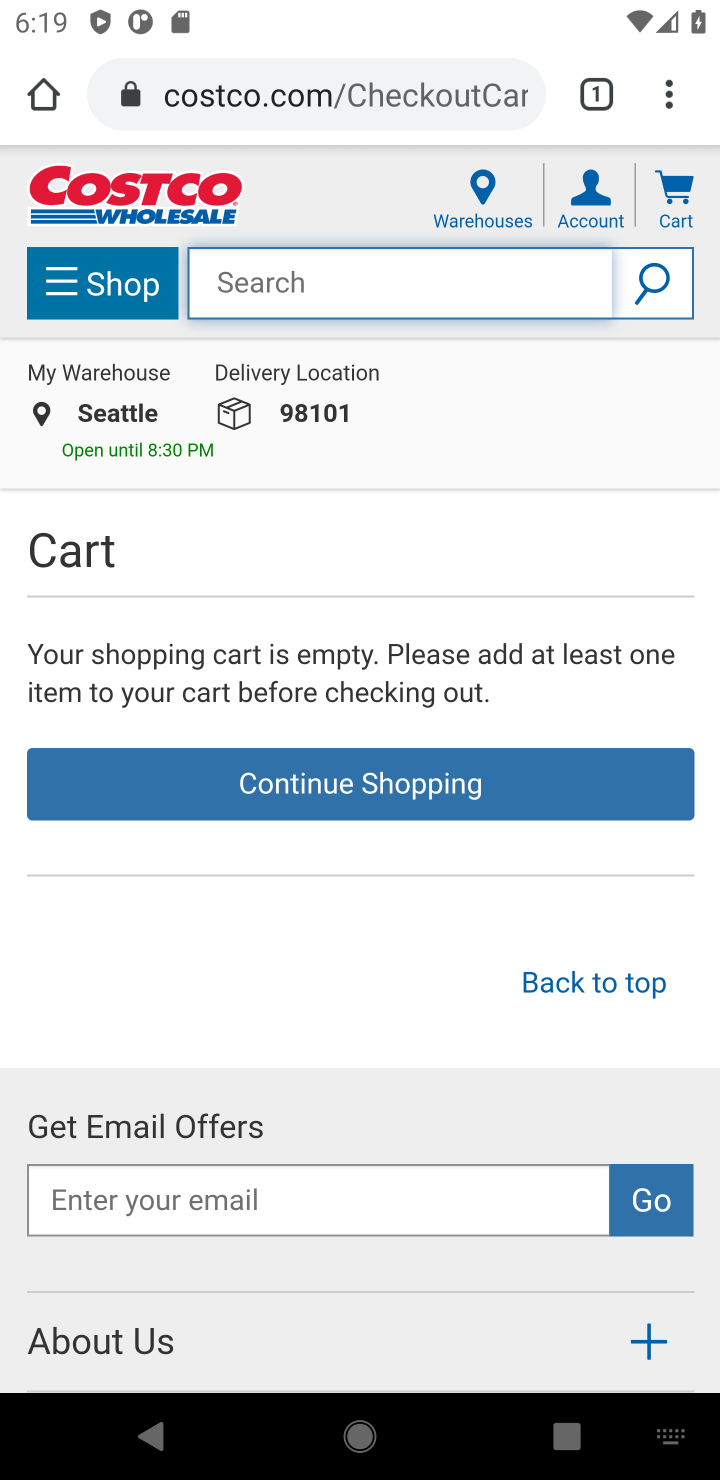 6:19
costco.com/CheckoutCar
1
COSTCO
WHOLESALE
Warehouses
Account
Cart
Shop
Search
My Warehouse
Delivery Location
Seattle
98101
Open until 8:30 PM
Cart
Your shopping cart is empty. Please add at least one
item to your cart before checking out.
Continue Shopping
Back to top
Get Email Offers
Enter your email
Go
About Us